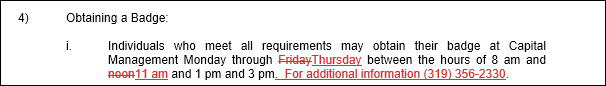 4) Obtaining a Badge:
i. Individuals who meet all requirements may obtain their badge at Capital
Management Monday through FridayThursday between the hours of 8 am and
noon11 am and 1 pm and 3 pm. For additional information (319) 356-2330.